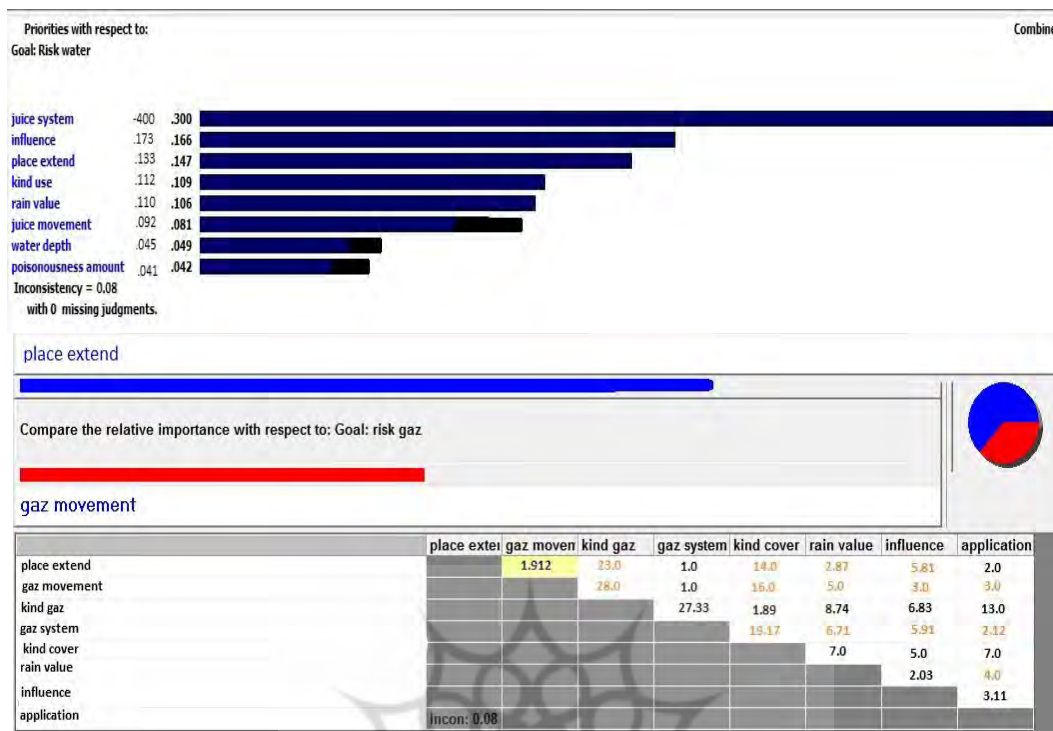 Priorities with respect to: Combine
Goal: Risk water
juice system -400 .300
influence .173 .166
place extend .133 .147
kind use .112 .109
rain value .110 .106
juice movement .092 .081
water depth .045 .049
poisonousness amount .041 .042
Inconsistency = 0.08
with 0 missing judgments.
place extend
Compare the relative importance with respect to: Goal: risk gaz
gaz movement
place exter gaz moven kind gaz gaz system kind cover rain value influence application
place extend 1.912 23.0 1.0 14.0 2.87 5.81 2.0
gaz movement 28.0 1.0 16.0 5.0 3.0 3.0
kind gaz 27.33 1.89 8.74 6.83 13.0
gaz system 19.17 6.71 5.91 2.12
kind cover 7.0 5.0 7.0
rain value 2.03 4.0
influence 3.11
application incon: 0.08